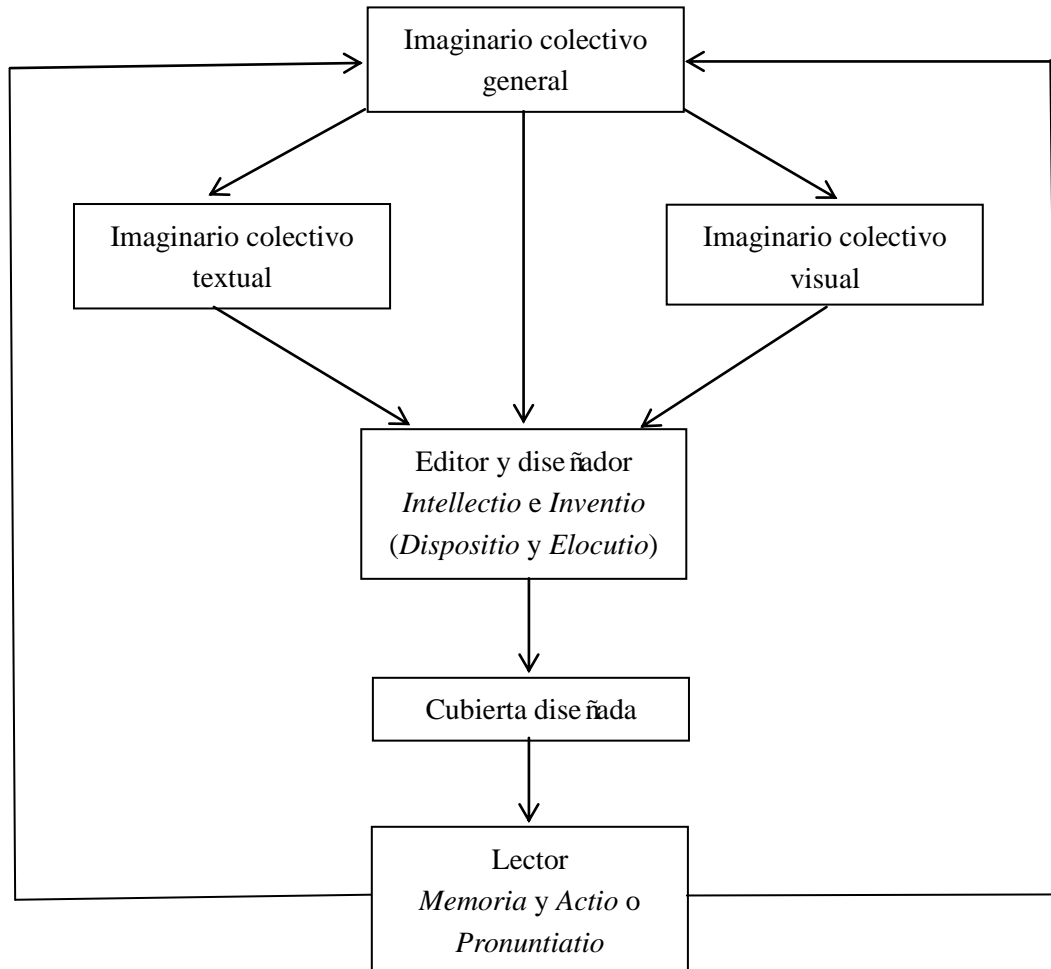 Imaginario colectivo
general
Imaginario colectivo
textual
Imaginario colectivo
visual
Editor y diseñador
Intellectio e Inventio
(Dispositio y Elocutio)
Cubierta diseñada
Lector
Memoria y Actio o
Pronuntiatio